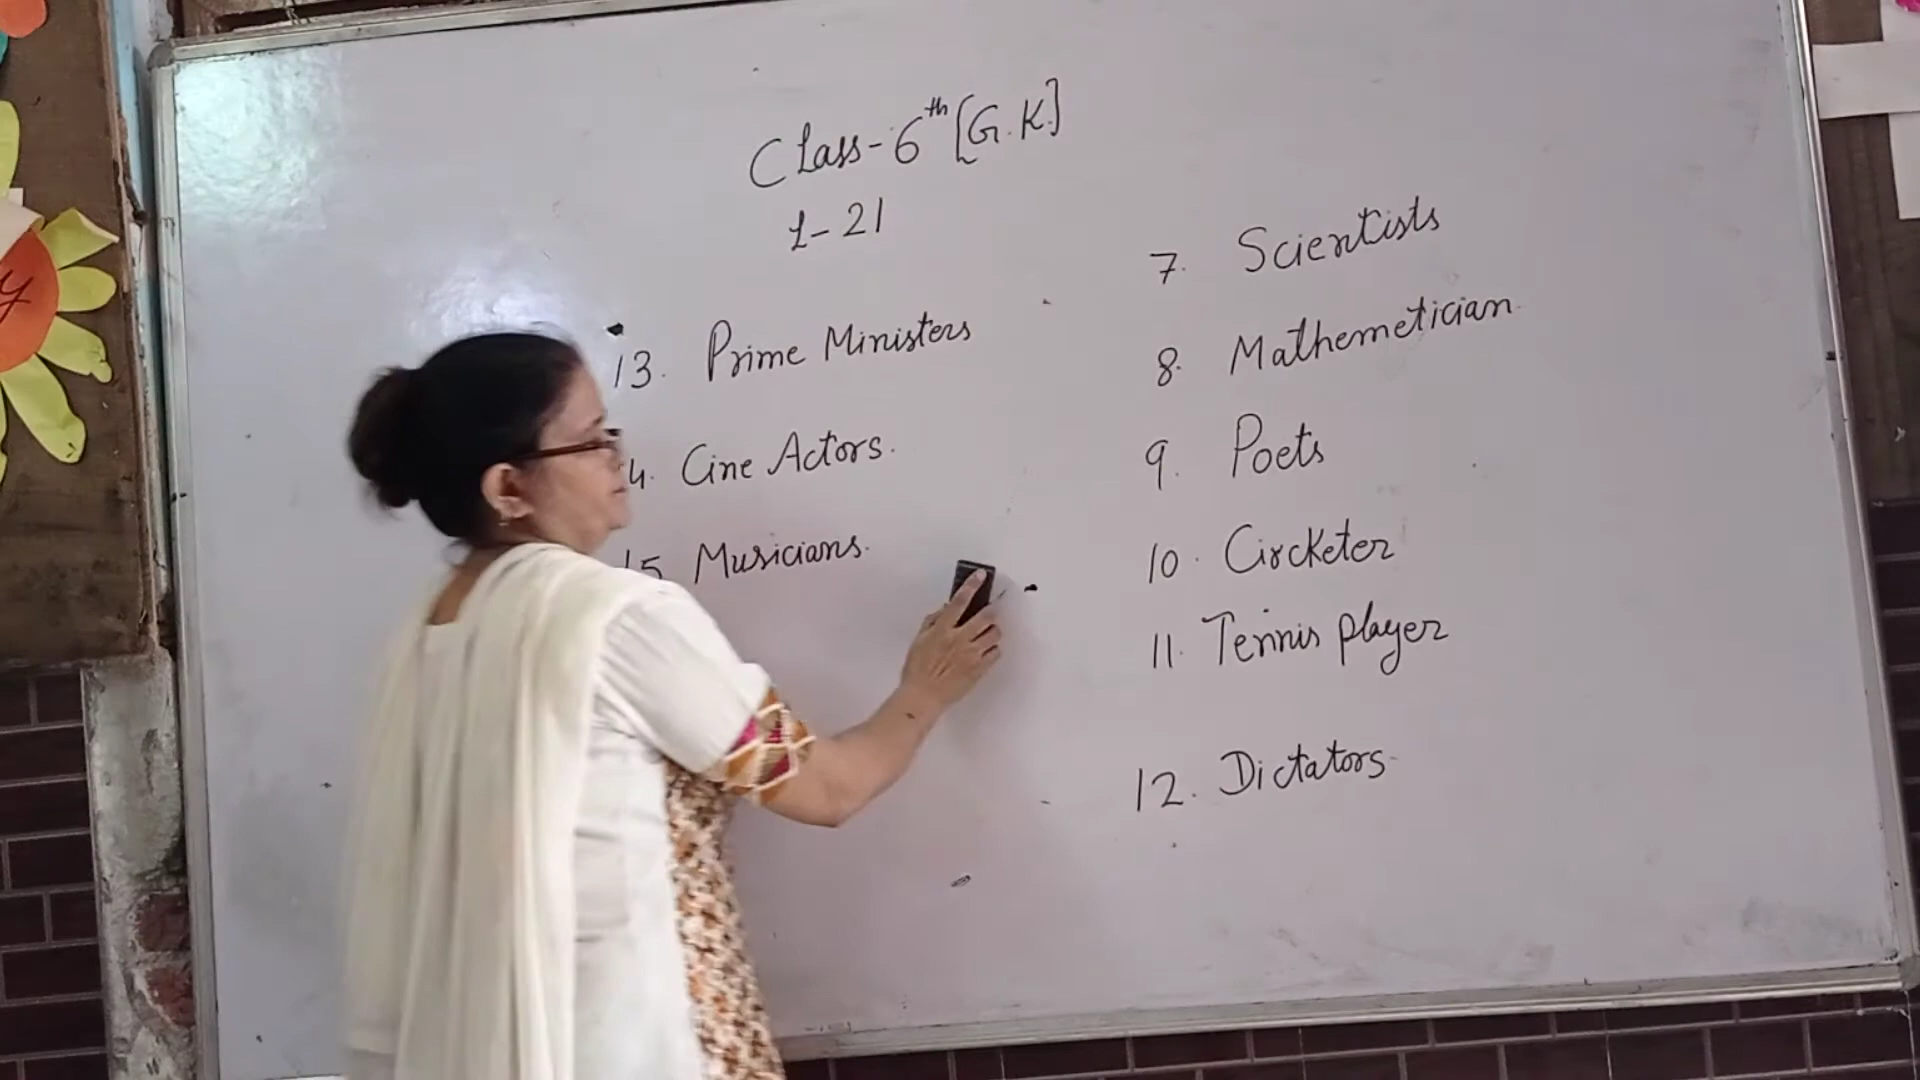 Class-6th [G.K]
L-21
13. Prime Ministers
4. Cine Actors.
15 Musicians.
7. Scientists
8. Mathemetician
9. Poets
10. Circketer
11. Tennis player
12. Dictators.